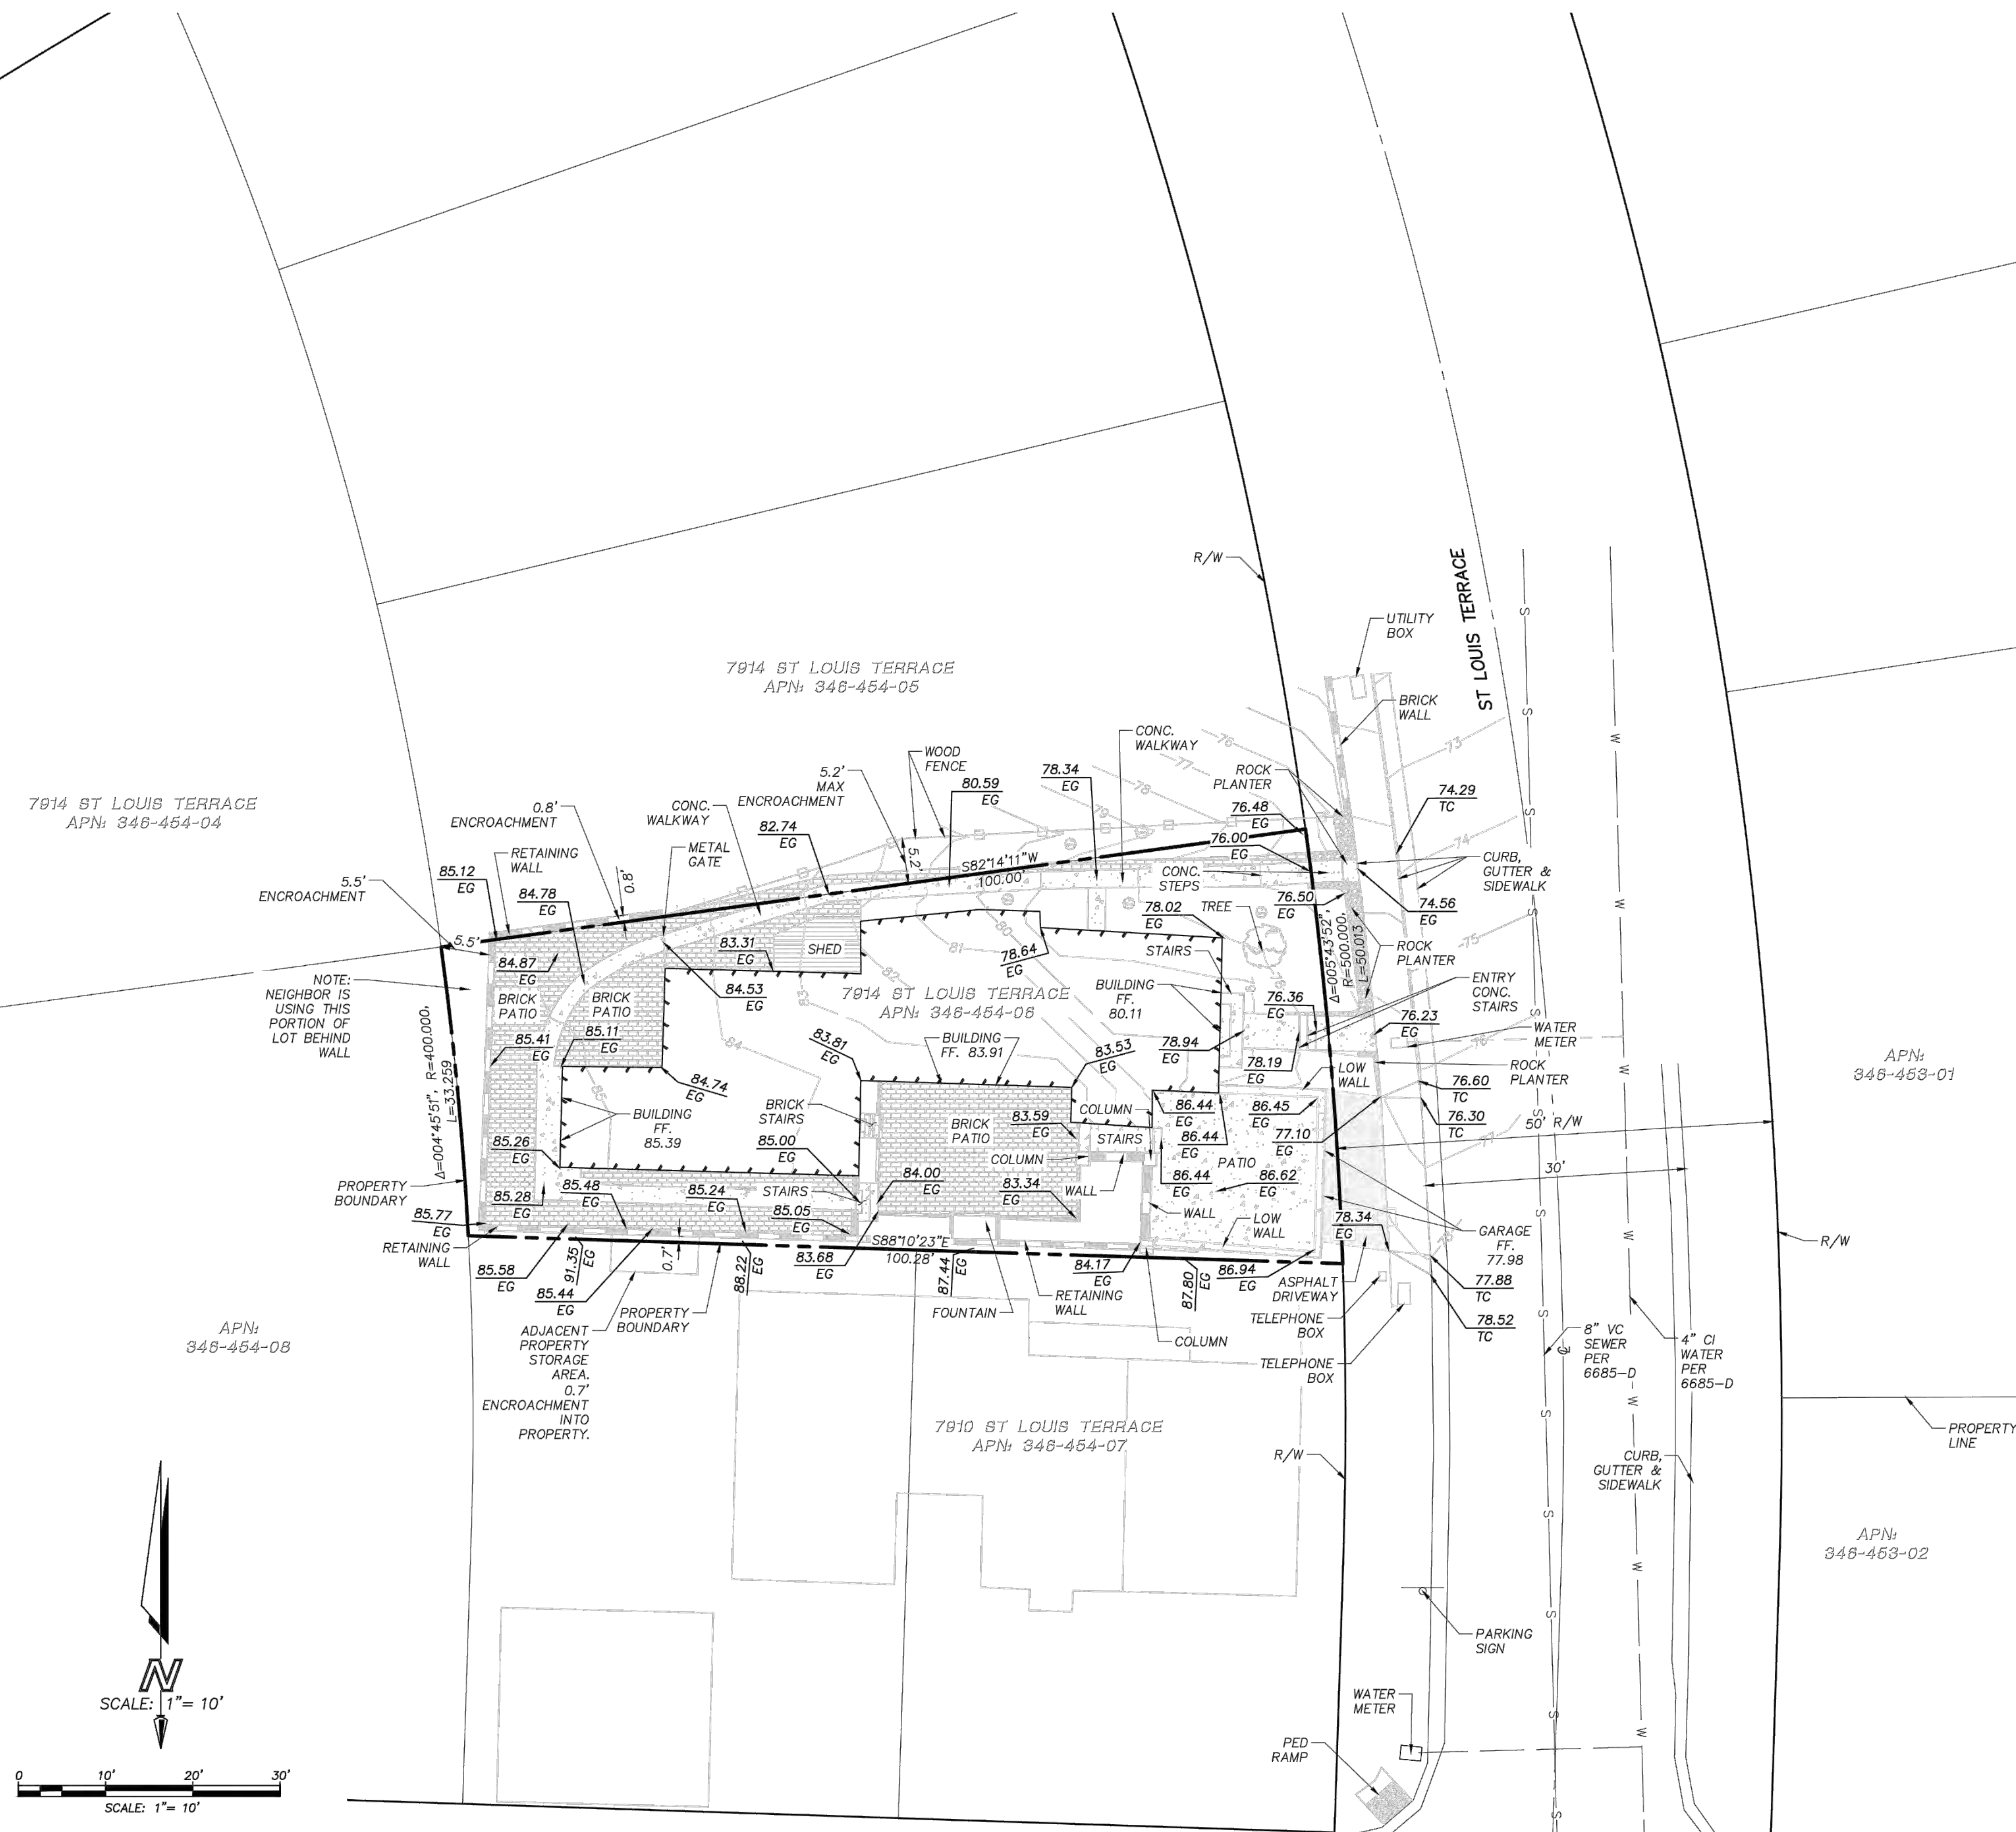 R/W
ST LOUIS TERRACE
UTILITY
BOX
BRICK
WALL
7914 ST LOUIS TERRACE
APN: 346-454-05
CONC.
WALKWAY
WOOD
FENCE
76
77
78
79
73
74
75
ROCK
PLANTER
5.2'
MAX
ENCROACHMENT
80.59
EG
78.34
EG
76.48
EG
76.00
EG
74.29
TC
7914 ST LOUIS TERRACE
APN: 346-454-04
0.8'
ENCROACHMENT
CONC.
WALKWAY
82.74
EG
METAL
GATE
RETAINING
WALL
0.8'
5.2'
S82°14'11"W
100.00'
CONC.
STEPS
CURB,
GUTTER &
SIDEWALK
85.12
EG
84.78
EG
5.5'
ENCROACHMENT
5.5'
78.02
EG
TREE
76.50
EG
74.56
EG
ROCK
PLANTER
NOTE:
NEIGHBOR IS
USING THIS
PORTION OF
LOT BEHIND
WALL
84.87
EG
BRICK
PATIO
BRICK
PATIO
83.31
EG
SHED
84.53
EG
81
80
82
83
78.64
EG
STAIRS
Δ=005°43'52",
R=500.000,
L=50.013
ENTRY
CONC.
STAIRS
7914 ST LOUIS TERRACE
APN: 346-454-06
BUILDING
FF.
80.11
76.36
EG
76.23
EG
WATER
METER
85.41
EG
85.11
EG
84
83.81
EG
BUILDING
FF. 83.91
83.53
EG
78.94
EG
78.19
EG
LOW
WALL
76
ROCK
PLANTER
APN:
346-453-01
Δ=004°45'51", R=400.000,
L=33.259
84.74
EG
85
BUILDING
FF.
85.39
BRICK
STAIRS
BRICK
PATIO
83.59
EG
COLUMN
86.44
EG
86.45
EG
76.60
EG
76.30
TC
77
50' R/W
85.26
EG
85.00
EG
COLUMN
STAIRS
86.44
EG
77.10
EG
30'
PATIO
PROPERTY
BOUNDARY
85.28
EG
85.48
EG
85.24
EG
STAIRS
84.00
EG
83.34
EG
WALL
86.44
EG
86.62
EG
WALL
85.77
EG
85.05
EG
LOW
WALL
78.34
EG
78
GARAGE
FF.
77.98
R/W
RETAINING
WALL
S88°10'23"E
100.28'
85.58
EG
91.35
EG
85.44
EG
0.7'
88.22
EG
83.68
EG
87.44
EG
84.17
EG
87.80
EG
86.94
EG
ASPHALT
DRIVEWAY
77.88
TC
PROPERTY
BOUNDARY
FOUNTAIN
RETAINING
WALL
COLUMN
TELEPHONE
BOX
78.52
TC
TELEPHONE
BOX
APN:
346-454-08
ADJACENT
PROPERTY
STORAGE
AREA.
0.7'
ENCROACHMENT
INTO
PROPERTY.
8" VC
SEWER
PER
6685-D
4" CI
WATER
PER
6685-D
7910 ST LOUIS TERRACE
APN: 346-454-07
R/W
PROPERTY
LINE
CURB,
GUTTER &
SIDEWALK
APN:
346-453-02
PARKING
SIGN
WATER
METER
PED
RAMP
N
SCALE: 1"= 10'
0 10' 20' 30'
SCALE: 1"= 10'